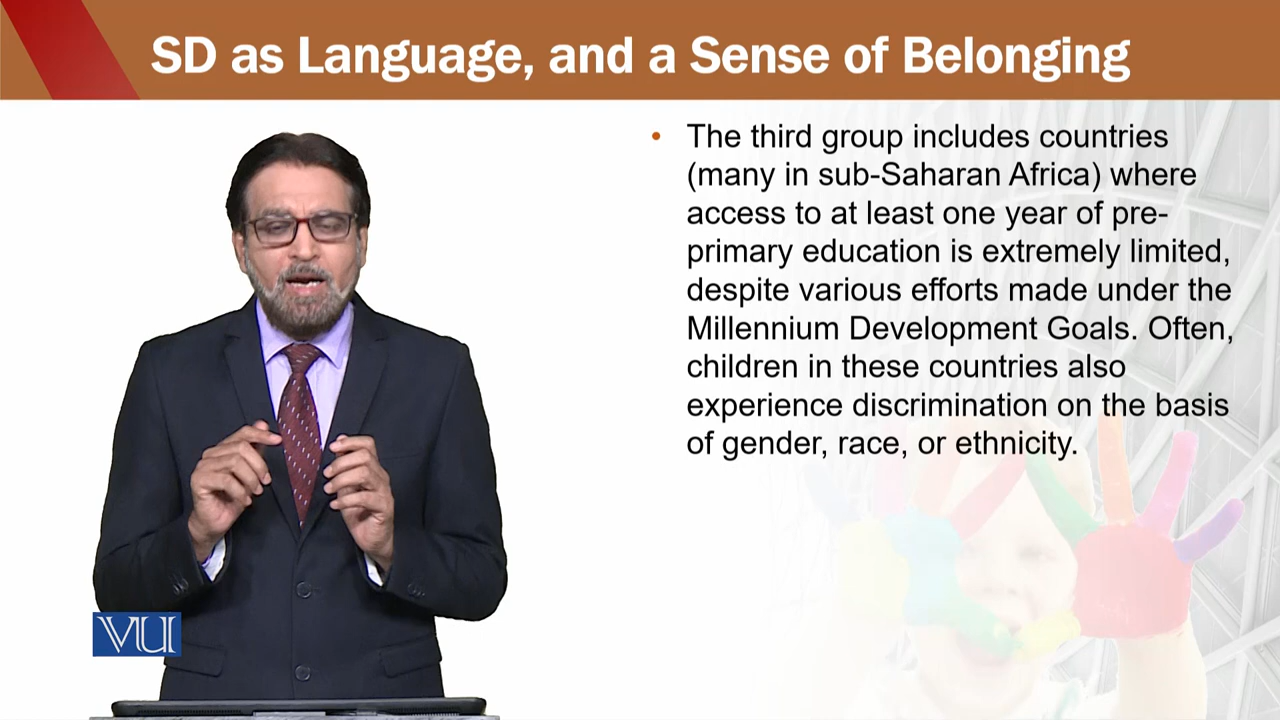 SD as Language, and a Sense of Belonging
• The third group includes countries
(many in sub-Saharan Africa) where
access to at least one year of pre-
primary education is extremely limited,
despite various efforts made under the
Millennium Development Goals. Often,
children in these countries also
experience discrimination on the basis
of gender, race, or ethnicity.
VU